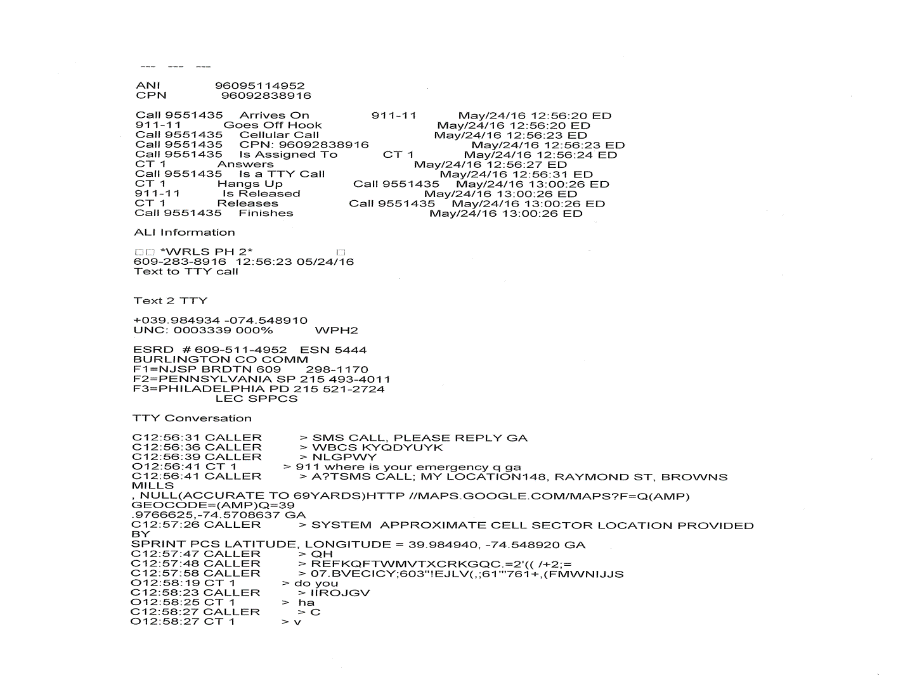 --- --- ---
ANI 96095114952
CPN 96092838916
Call 9551435 Arrives On 911-11 May/24/16 12:56:20 ED
911-11 Goes Off Hook May/24/16 12:56:20 ED
Call 9551435 Cellular Call May/24/16 12:56:23 ED
Call 9551435 CPN: 96092838916 May/24/16 12:56:23 ED
Call 9551435 Is Assigned To CT 1 May/24/16 12:56:24 ED
CT 1 Answers May/24/16 12:56:27 ED
Call 9551435 Is a TTY Call May/24/16 12:56:31 ED
CT 1 Hangs Up Call 9551435 May/24/16 13:00:26 ED
911-11 Is Released May/24/16 13:00:26 ED
CT 1 Releases Call 9551435 May/24/16 13:00:26 ED
Call 9551435 Finishes May/24/16 13:00:26 ED
ALI Information
□□ *WRLS PH 2* □
609-283-8916 12:56:23 05/24/16
Text to TTY call
Text 2 TTY
+039.984934 -074.548910
UNC: 0003339 000% WPH2
ESRD # 609-511-4952 ESN 5444
BURLINGTON CO COMM
F1=NJSP BRDTN 609 298-1170
F2=PENNSYLVANIA SP 215 493-4011
F3=PHILADELPHIA PD 215 521-2724
LEC SPPCS
TTY Conversation
C12:56:31 CALLER > SMS CALL, PLEASE REPLY GA
C12:56:36 CALLER > WBCS KYQDYUYK
C12:56:39 CALLER > NLGPWY
O12:56:41 CT 1 > 911 where is your emergency q ga
C12:56:41 CALLER > A?TSMS CALL; MY LOCATION148, RAYMOND ST, BROWNS
MILLS
, NULL(ACCURATE TO 69YARDS)HTTP //MAPS.GOOGLE.COM/MAPS?F=Q(AMP)
GEOCODE=(AMP)Q=39
.9766625,-74.5708637 GA
C12:57:26 CALLER > SYSTEM APPROXIMATE CELL SECTOR LOCATION PROVIDED
BY
SPRINT PCS LATITUDE, LONGITUDE = 39.984940, -74.548920 GA
C12:57:47 CALLER > QH
C12:57:48 CALLER > REFKQFTWMVTXCRKGQC.=2'(( /+2;=
C12:57:58 CALLER > 07.BVECICY;603"!EJLV(,;61'"761+,(FMWNIJJS
O12:58:19 CT 1 > do you
C12:58:23 CALLER > IIROJGV
O12:58:25 CT 1 > ha
C12:58:27 CALLER > C
O12:58:27 CT 1 > v